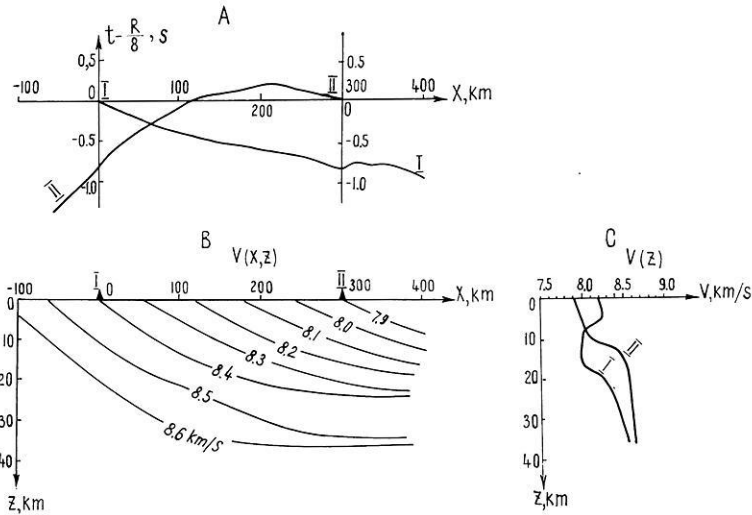 A
t-R/8, s
0,5
0.5
-100
0
I
100
200
II
300
0
400
X, km
-0.5
-0.5
-1.0
-1.0
I
II
B
V(X,Z)
-100
I
0
100
200
II
300
400
X, km
0
10
20
30
40
Z, km
7.9
8.0
8.1
8.2
8.3
8.4
8.5
8.6 km/s
C
V(Z)
7.5
8.0
8.5
9.0
V, km/s
0
10
20
30
40
Z, km
I
II